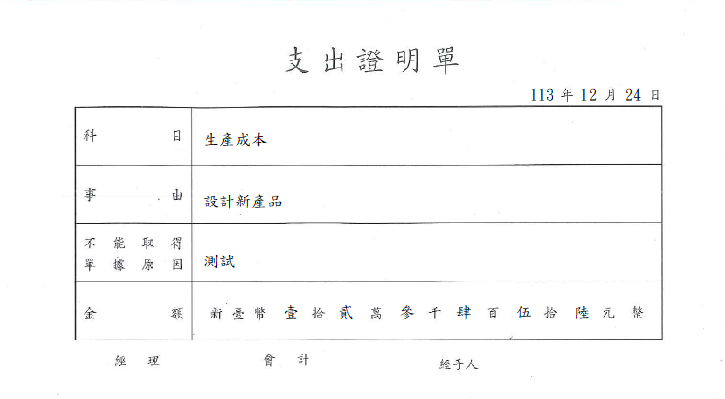 支出證明單
113 年 12 月 24 日
科目 生產成本
事由 設計新產品
不能取得
單據原因 測試
金額 新臺幣 壹 拾 貳 萬 參 千 肆 百 伍 拾 陸 元 整
經理 會計 經手人